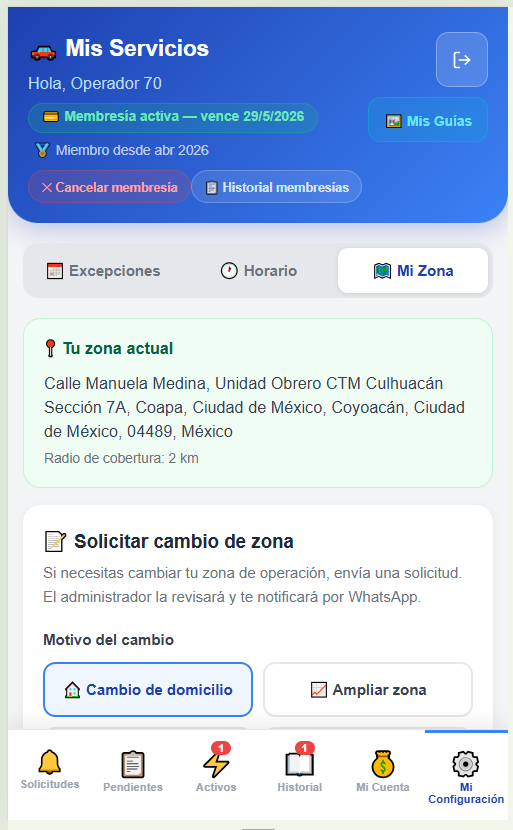 Mis Servicios
Hola, Operador 70
Membresía activa — vence 29/5/2026
Mis Guías
Miembro desde abr 2026
Cancelar membresía
Historial membresías
Excepciones
Horario
Mi Zona
Tu zona actual
Calle Manuela Medina, Unidad Obrero CTM Culhuacán
Sección 7A, Coapa, Ciudad de México, Coyoacán, Ciudad
de México, 04489, México
Radio de cobertura: 2 km
Solicitar cambio de zona
Si necesitas cambiar tu zona de operación, envía una solicitud.
El administrador la revisará y te notificará por WhatsApp.
Motivo del cambio
Cambio de domicilio
Ampliar zona
Solicitudes
Pendientes
1
Activos
1
Historial
Mi Cuenta
Mi
Configuración